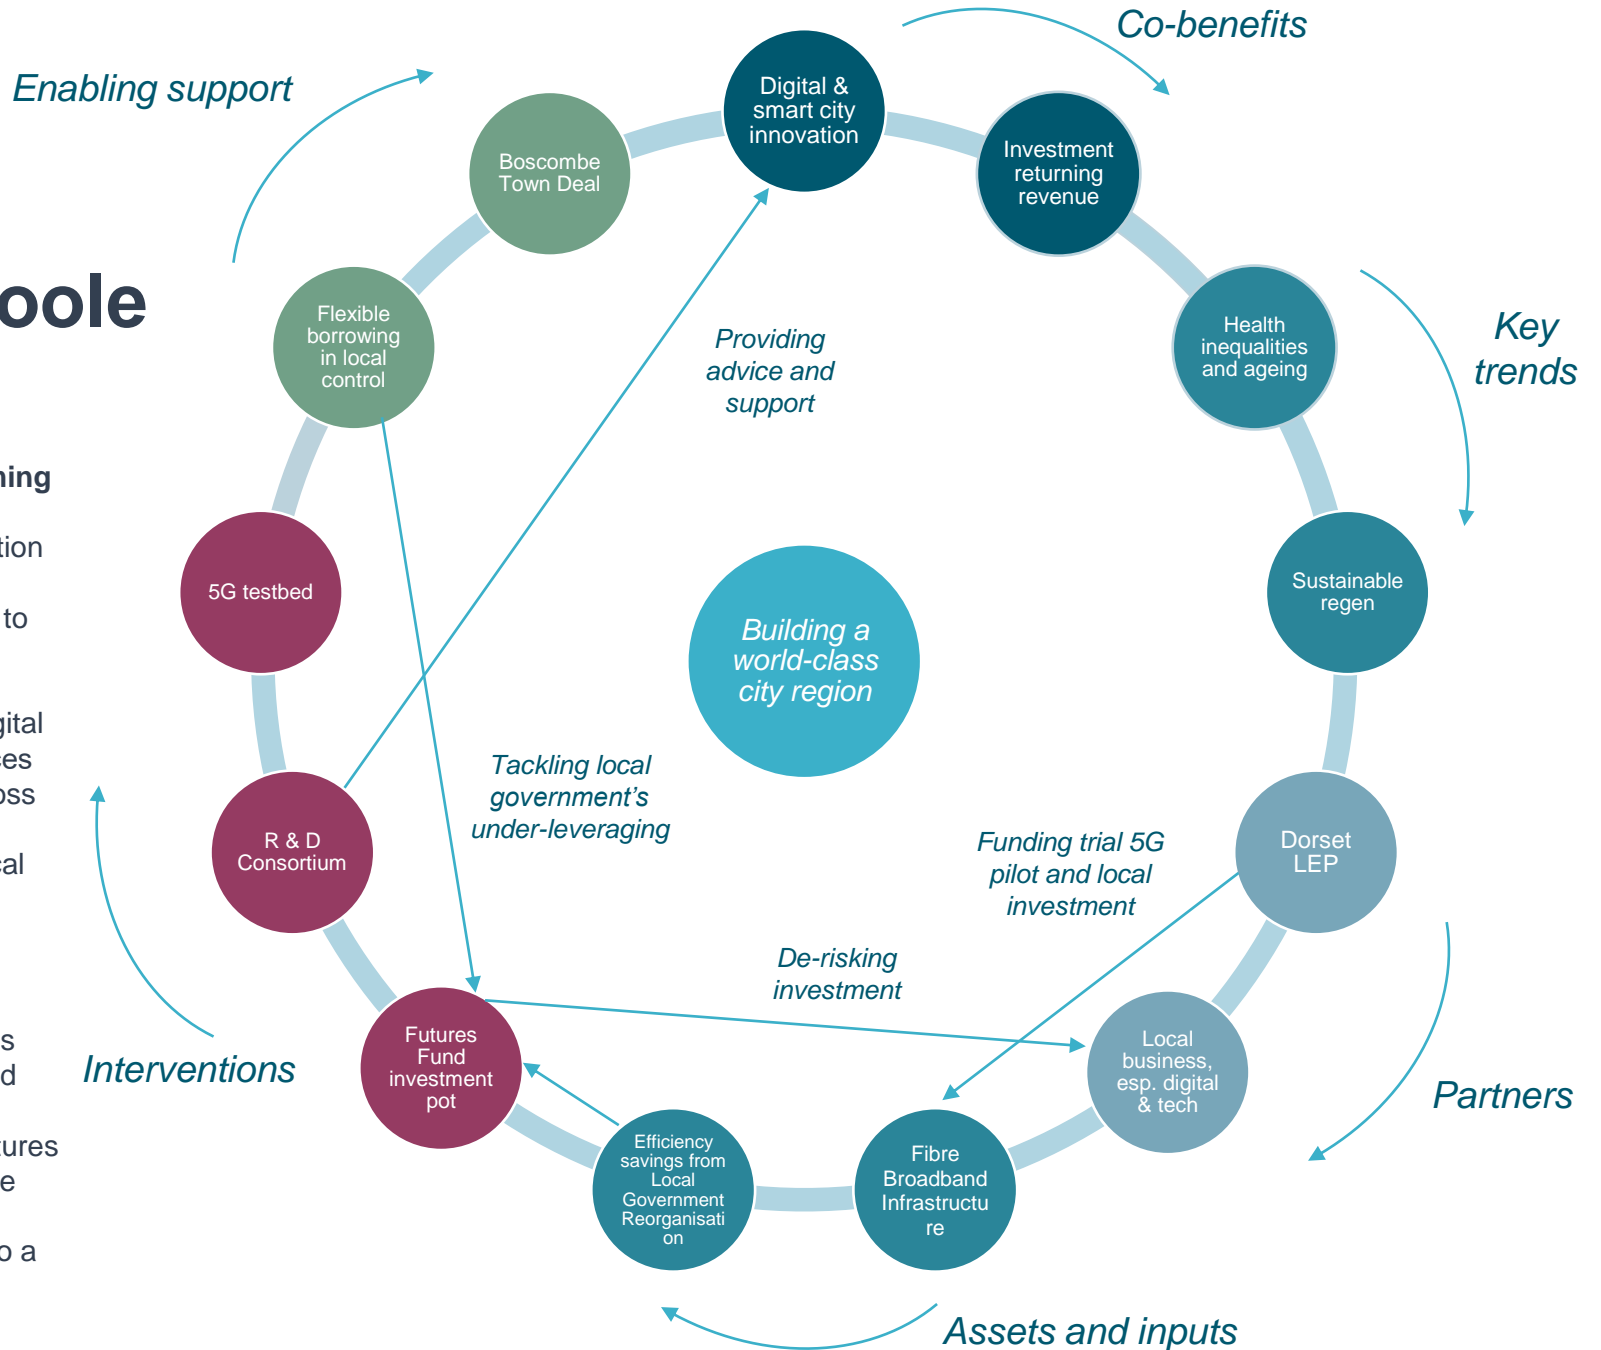 Co-benefits
Enabling support
Digital &
smart city
innovation
Boscombe
Town Deal
Investment
returning
revenue
oole
Flexible
borrowing
in local
control
Providing
advice and
support
Health
inequalities
and ageing
Key
trends
ning
tion
to
5G testbed
Sustainable
regen
Building a
world-class
city region
gital
ces
oss
cal
Tackling local
government’s
under-leveraging
R & D
Consortium
Funding trial 5G
pilot and local
investment
Dorset
LEP
De-risking
investment
s
d
tures
e
o a
Interventions
Futures
Fund
investment
pot
Local
business,
esp. digital
& tech
Partners
Efficiency
savings from
Local
Government
Reorganisati
on
Fibre
Broadband
Infrastructu
re
Assets and inputs